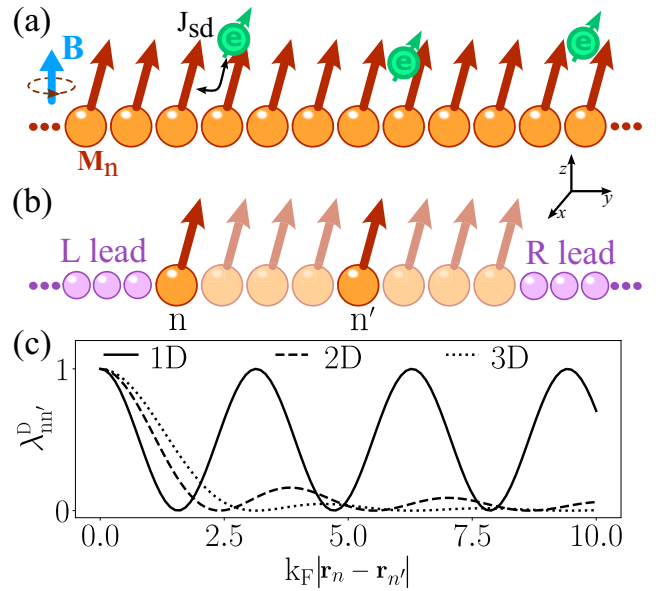 (a)
J_sd
e e e
B
M_n
z
y
x
(b)
L lead
R lead
n n′
(c)
1D 2D 3D
1
0
λ^D_nn′
0.0 2.5 5.0 7.5 10.0
k_F|r_n − r_n′|